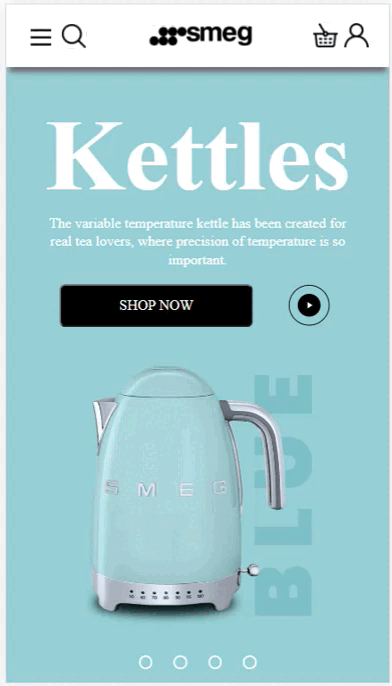 smeg
Kettles
The variable temperature kettle has been created for
real tea lovers, where precision of temperature is so
important.
SHOP NOW
SMEG
BLUE